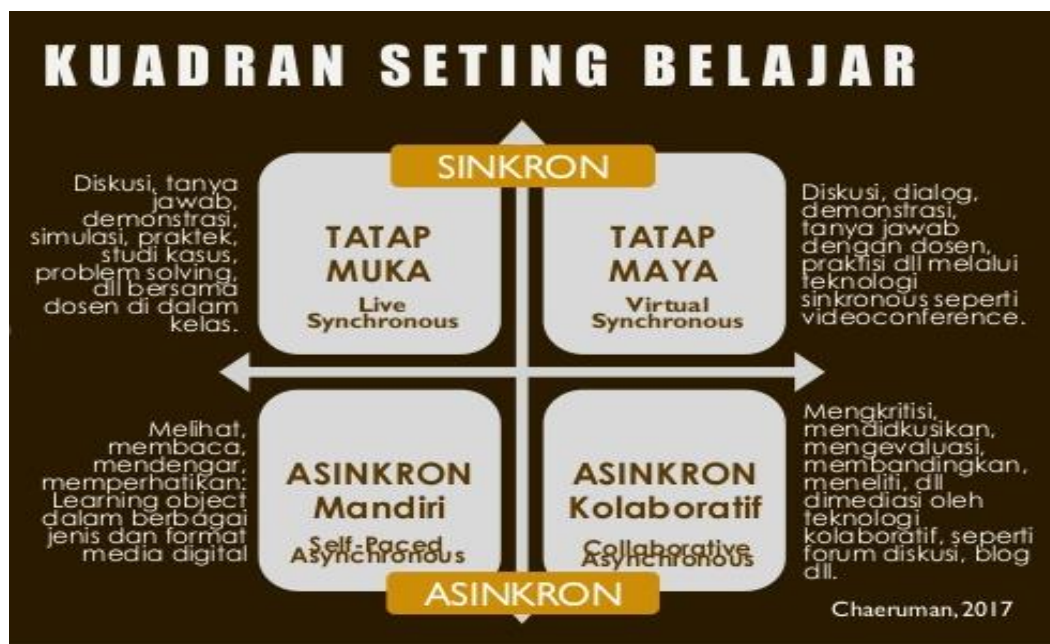 KUADRAN SETING BELAJAR
SINKRON
Diskusi, tanya
jawab,
demonstrasi,
simulasi, praktek,
studi kasus,
problem solving,
dll bersama
dosen di dalam
kelas.
TATAP
MUKA
Live
Synchronous
TATAP
MAYA
Virtual
Synchronous
Diskusi, dialog,
demonstrasi,
tanya jawab
dengan dosen,
praktisi dll melalui
teknologi
sinkronous seperti
videoconference.
Melihat,
membaca,
mendengar,
memperhatikan:
Learning object
dalam berbagai
jenis dan format
media digital
ASINKRON
Mandiri
Self-Paced
Asynchronous
ASINKRON
Kolaboratif
Collaborative
Asynchronous
Mengkritisi,
mendidkusikan,
mengevaluasi,
membandingkan,
meneliti, dll
dimediasi oleh
teknologi
kolaboratif, seperti
forum diskusi, blog
dll.
ASINKRON
Chaeruman, 2017